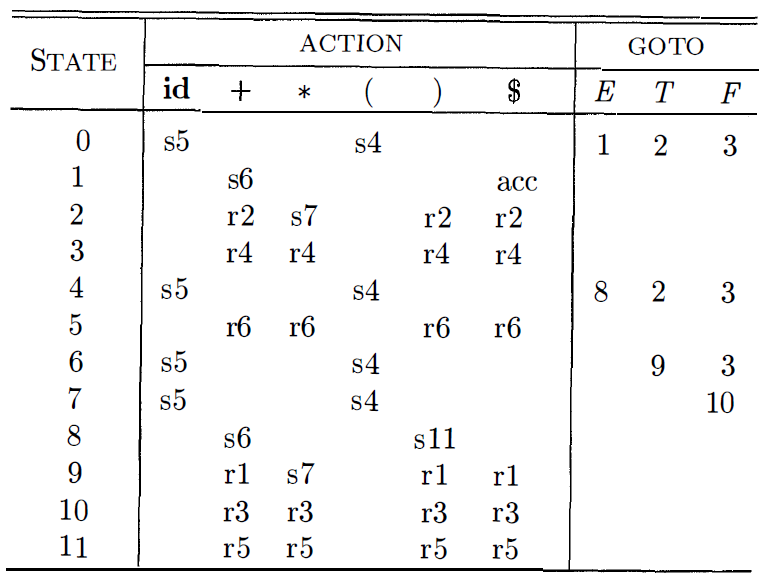 STATE ACTION GOTO
id + * ( ) $ E T F
0 s5 s4 1 2 3
1 s6 acc
2 r2 s7 r2 r2
3 r4 r4 r4 r4
4 s5 s4 8 2 3
5 r6 r6 r6 r6
6 s5 s4 9 3
7 s5 s4 10
8 s6 s11
9 r1 s7 r1 r1
10 r3 r3 r3 r3
11 r5 r5 r5 r5